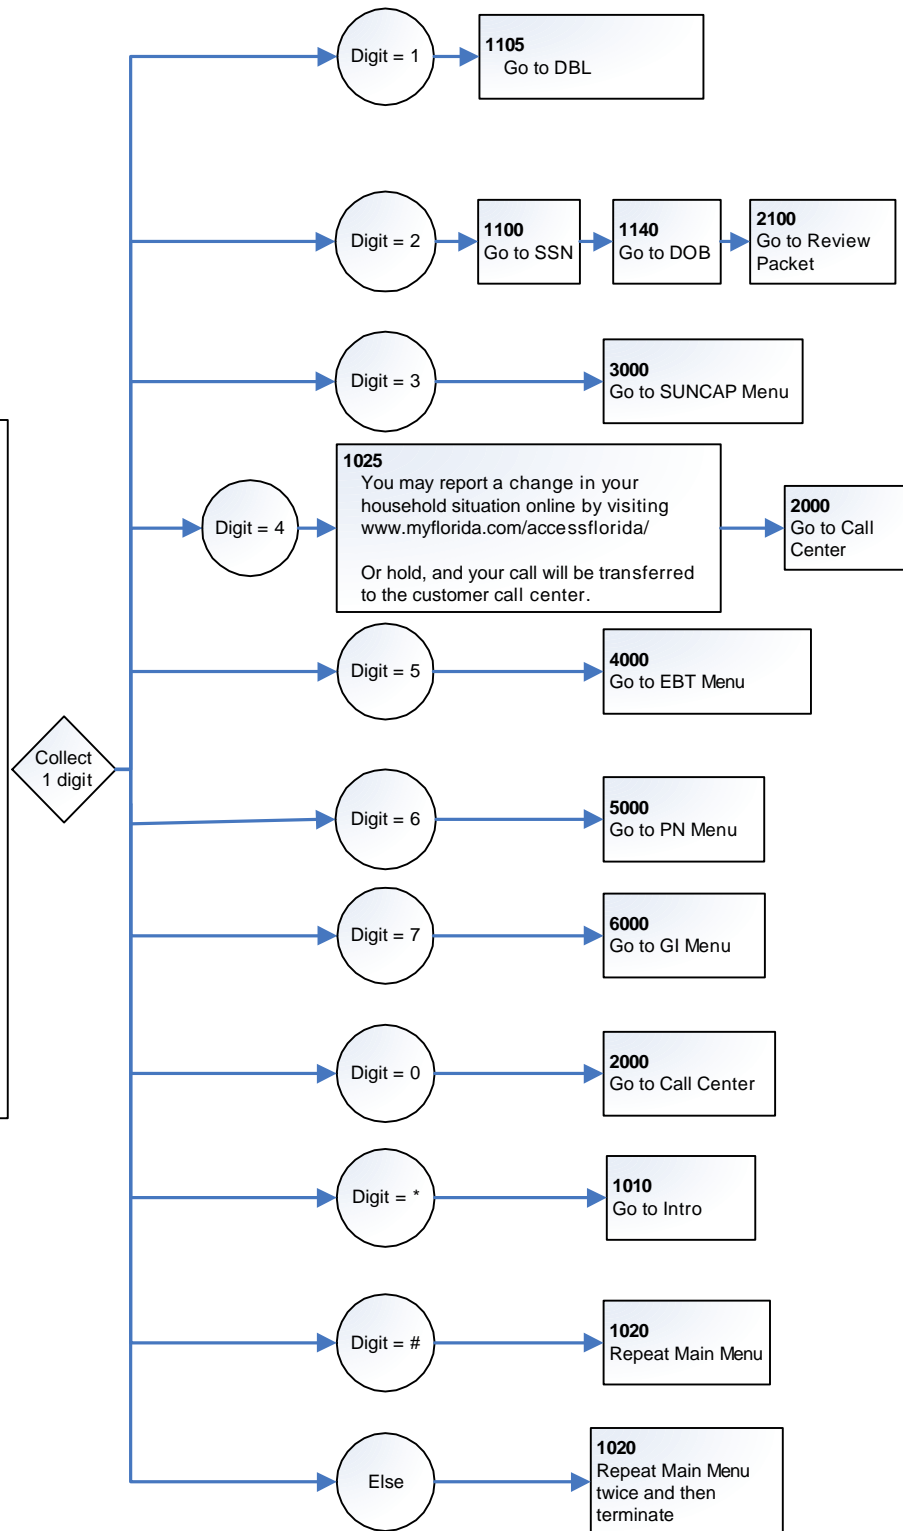 Digit = 1
1105
Go to DBL
Digit = 2
1100
Go to SSN
1140
Go to DOB
2100
Go to Review
Packet
Digit = 3
3000
Go to SUNCAP Menu
Digit = 4
1025
You may report a change in your
household situation online by visiting
www.myflorida.com/accessflorida/
Or hold, and your call will be transferred
to the customer call center.
2000
Go to Call
Center
Digit = 5
4000
Go to EBT Menu
Collect
1 digit
Digit = 6
5000
Go to PN Menu
Digit = 7
6000
Go to GI Menu
Digit = 0
2000
Go to Call Center
Digit = *
1010
Go to Intro
Digit = #
1020
Repeat Main Menu
Else
1020
Repeat Main Menu
twice and then
terminate